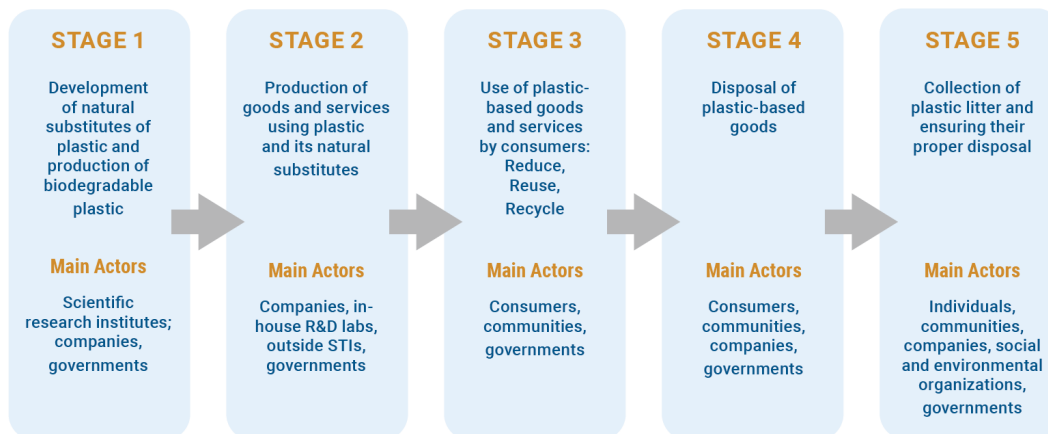 STAGE 1
Development
of natural
substitutes of
plastic and
production of
biodegradable
plastic
Main Actors
Scientific
research institutes;
companies,
governments
STAGE 2
Production of
goods and services
using plastic
and its natural
substitutes
Main Actors
Companies, in-
house R&D labs,
outside STIs,
governments
STAGE 3
Use of plastic-
based goods
and services
by consumers:
Reduce,
Reuse,
Recycle
Main Actors
Consumers,
communities,
governments
STAGE 4
Disposal of
plastic-based
goods
Main Actors
Consumers,
communities,
companies,
governments
STAGE 5
Collection of
plastic litter and
ensuring their
proper disposal
Main Actors
Individuals,
communities,
companies, social
and environmental
organizations,
governments